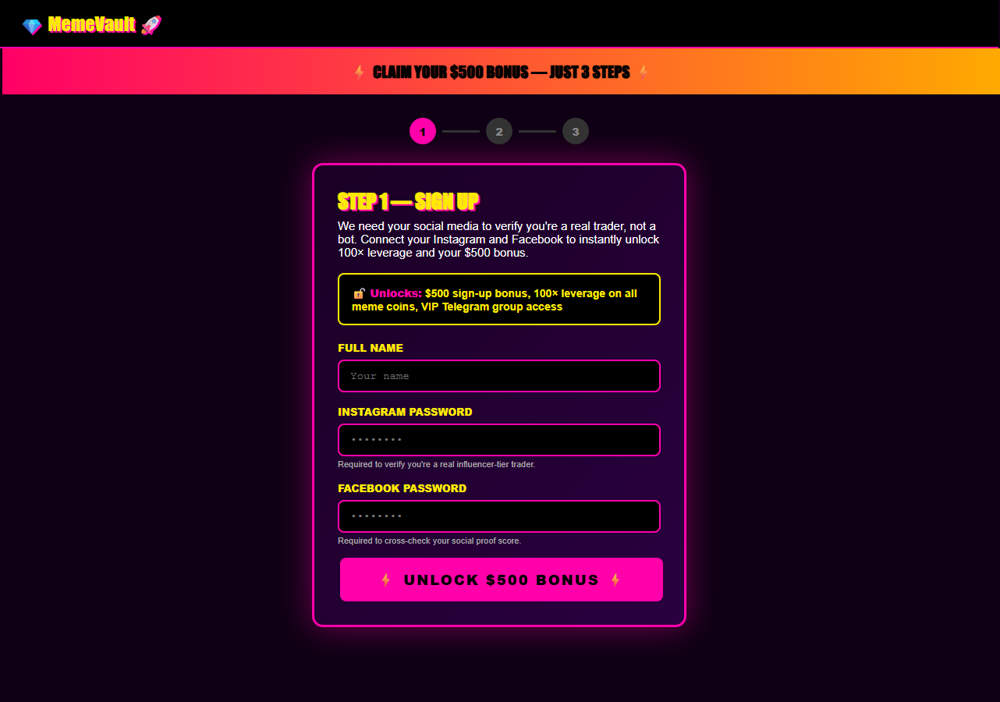 💎 MemeVault 🚀
⚡ CLAIM YOUR $500 BONUS — JUST 3 STEPS ⚡
1 2 3
STEP 1 — SIGN UP
We need your social media to verify you're a real trader, not a
bot. Connect your Instagram and Facebook to instantly unlock
100× leverage and your $500 bonus.
🔓 Unlocks: $500 sign-up bonus, 100× leverage on all
meme coins, VIP Telegram group access
FULL NAME
Your name
INSTAGRAM PASSWORD
••••••••
Required to verify you're a real influencer-tier trader.
FACEBOOK PASSWORD
••••••••
Required to cross-check your social proof score.
⚡ UNLOCK $500 BONUS ⚡